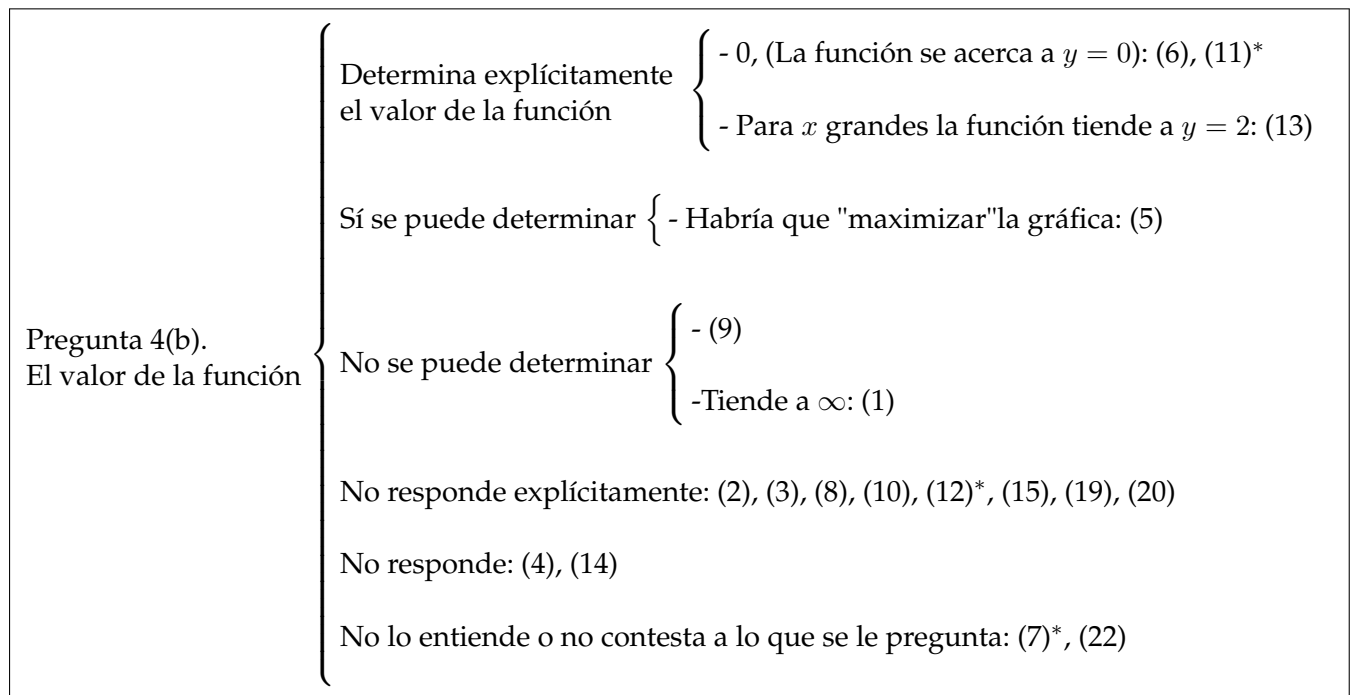 Determina explícitamente
el valor de la función
- 0, (La función se acerca a y = 0): (6), (11)*
- Para x grandes la función tiende a y = 2: (13)
Sí se puede determinar { - Habría que "maximizar"la gráfica: (5)
Pregunta 4(b).
El valor de la función
No se puede determinar
- (9)
-Tiende a ∞: (1)
No responde explícitamente: (2), (3), (8), (10), (12)*, (15), (19), (20)
No responde: (4), (14)
No lo entiende o no contesta a lo que se le pregunta: (7)*, (22)